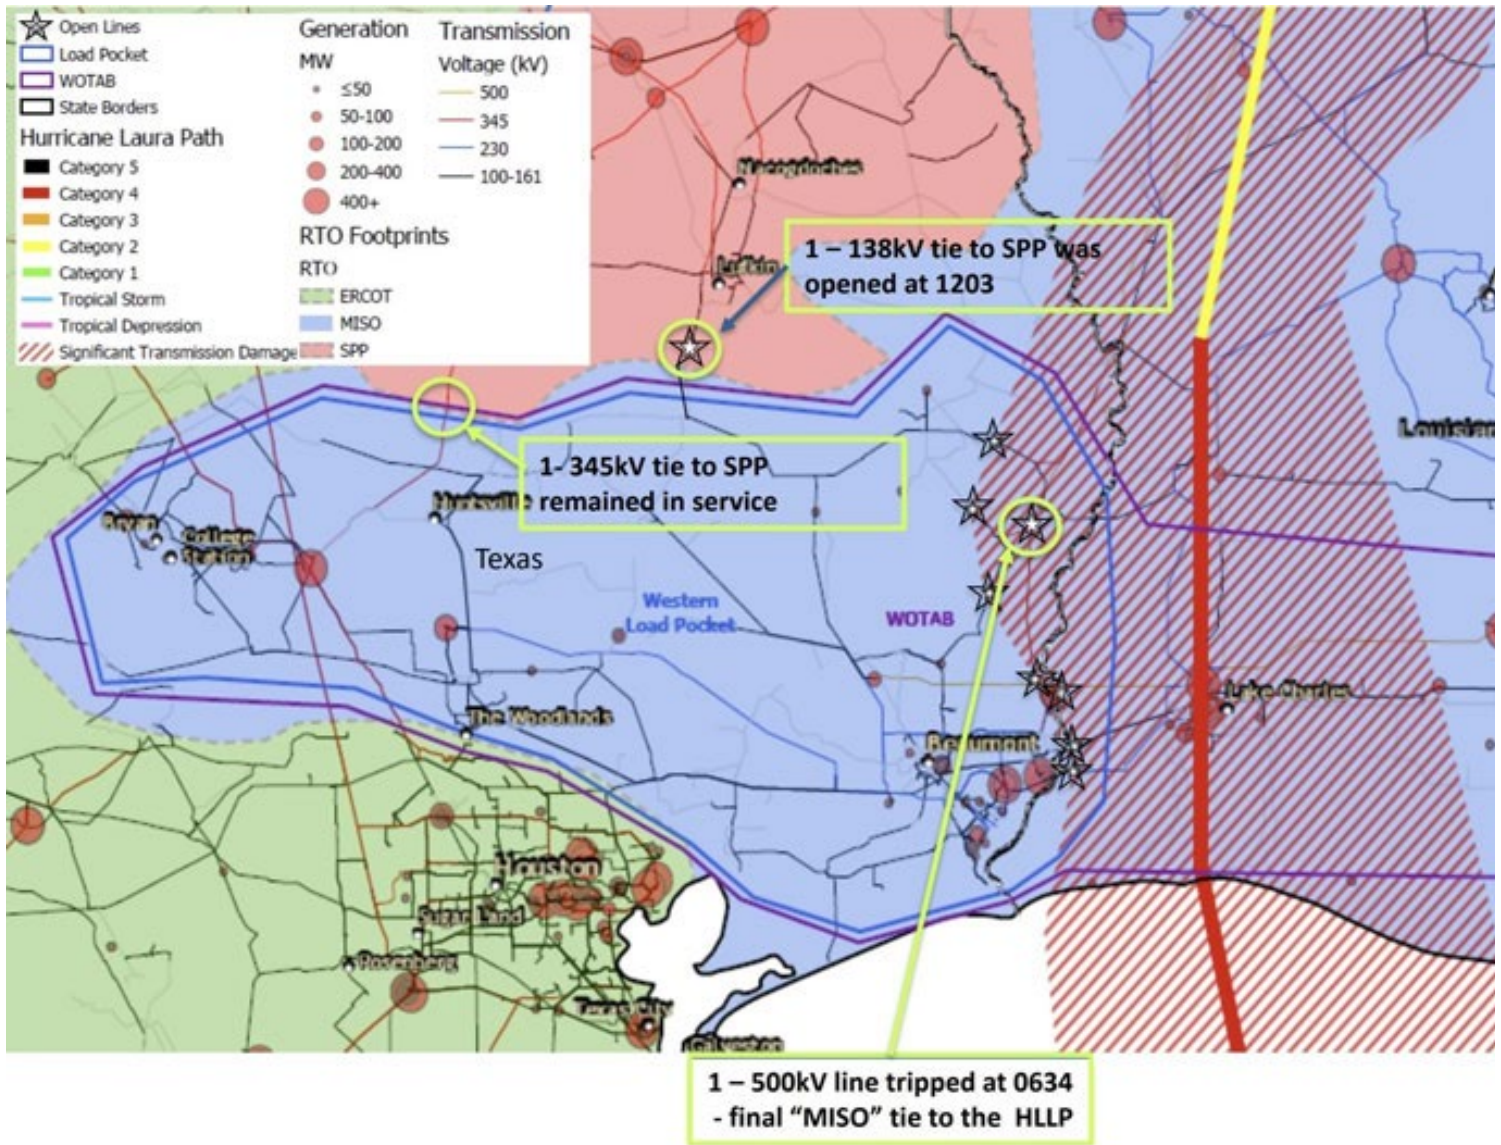 Open Lines
Load Pocket
WOTAB
State Borders
Hurricane Laura Path
Category 5
Category 4
Category 3
Category 2
Category 1
Tropical Storm
Tropical Depression
Significant Transmission Damage
Generation
MW
≤50
50-100
100-200
200-400
400+
RTO Footprints
RTO
ERCOT
MISO
SPP
Transmission
Voltage (kV)
500
345
230
100-161
Nacogdoches
1 – 138kV tie to SPP was
opened at 1203
Lufkin
Louisian
1- 345kV tie to SPP
remained in service
Huntsville
Bryan
College
Station
Texas
Western
Load Pocket
WOTAB
Lake Charles
The Woodlands
Beaumont
Houston
Sugar Land
Rosenberg
Texas City
Galveston
1 – 500kV line tripped at 0634
- final “MISO” tie to the HLLP